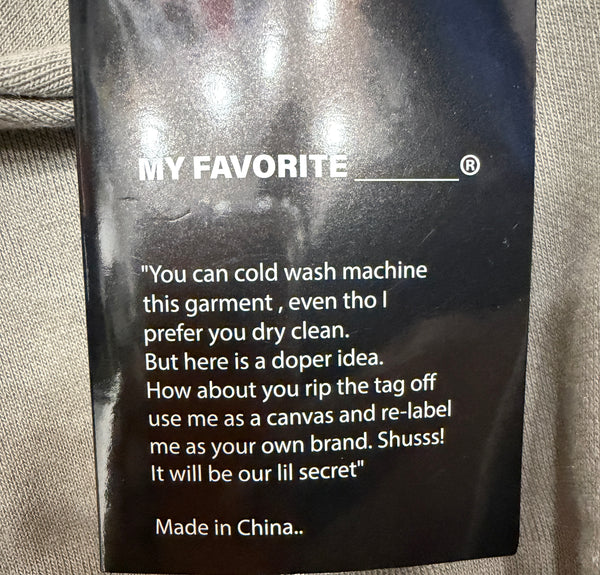 MY FAVORITE _______®
"You can cold wash machine
this garment , even tho I
prefer you dry clean.
But here is a doper idea.
How about you rip the tag off
use me as a canvas and re-label
me as your own brand. Shusss!
It will be our lil secret"
Made in China..